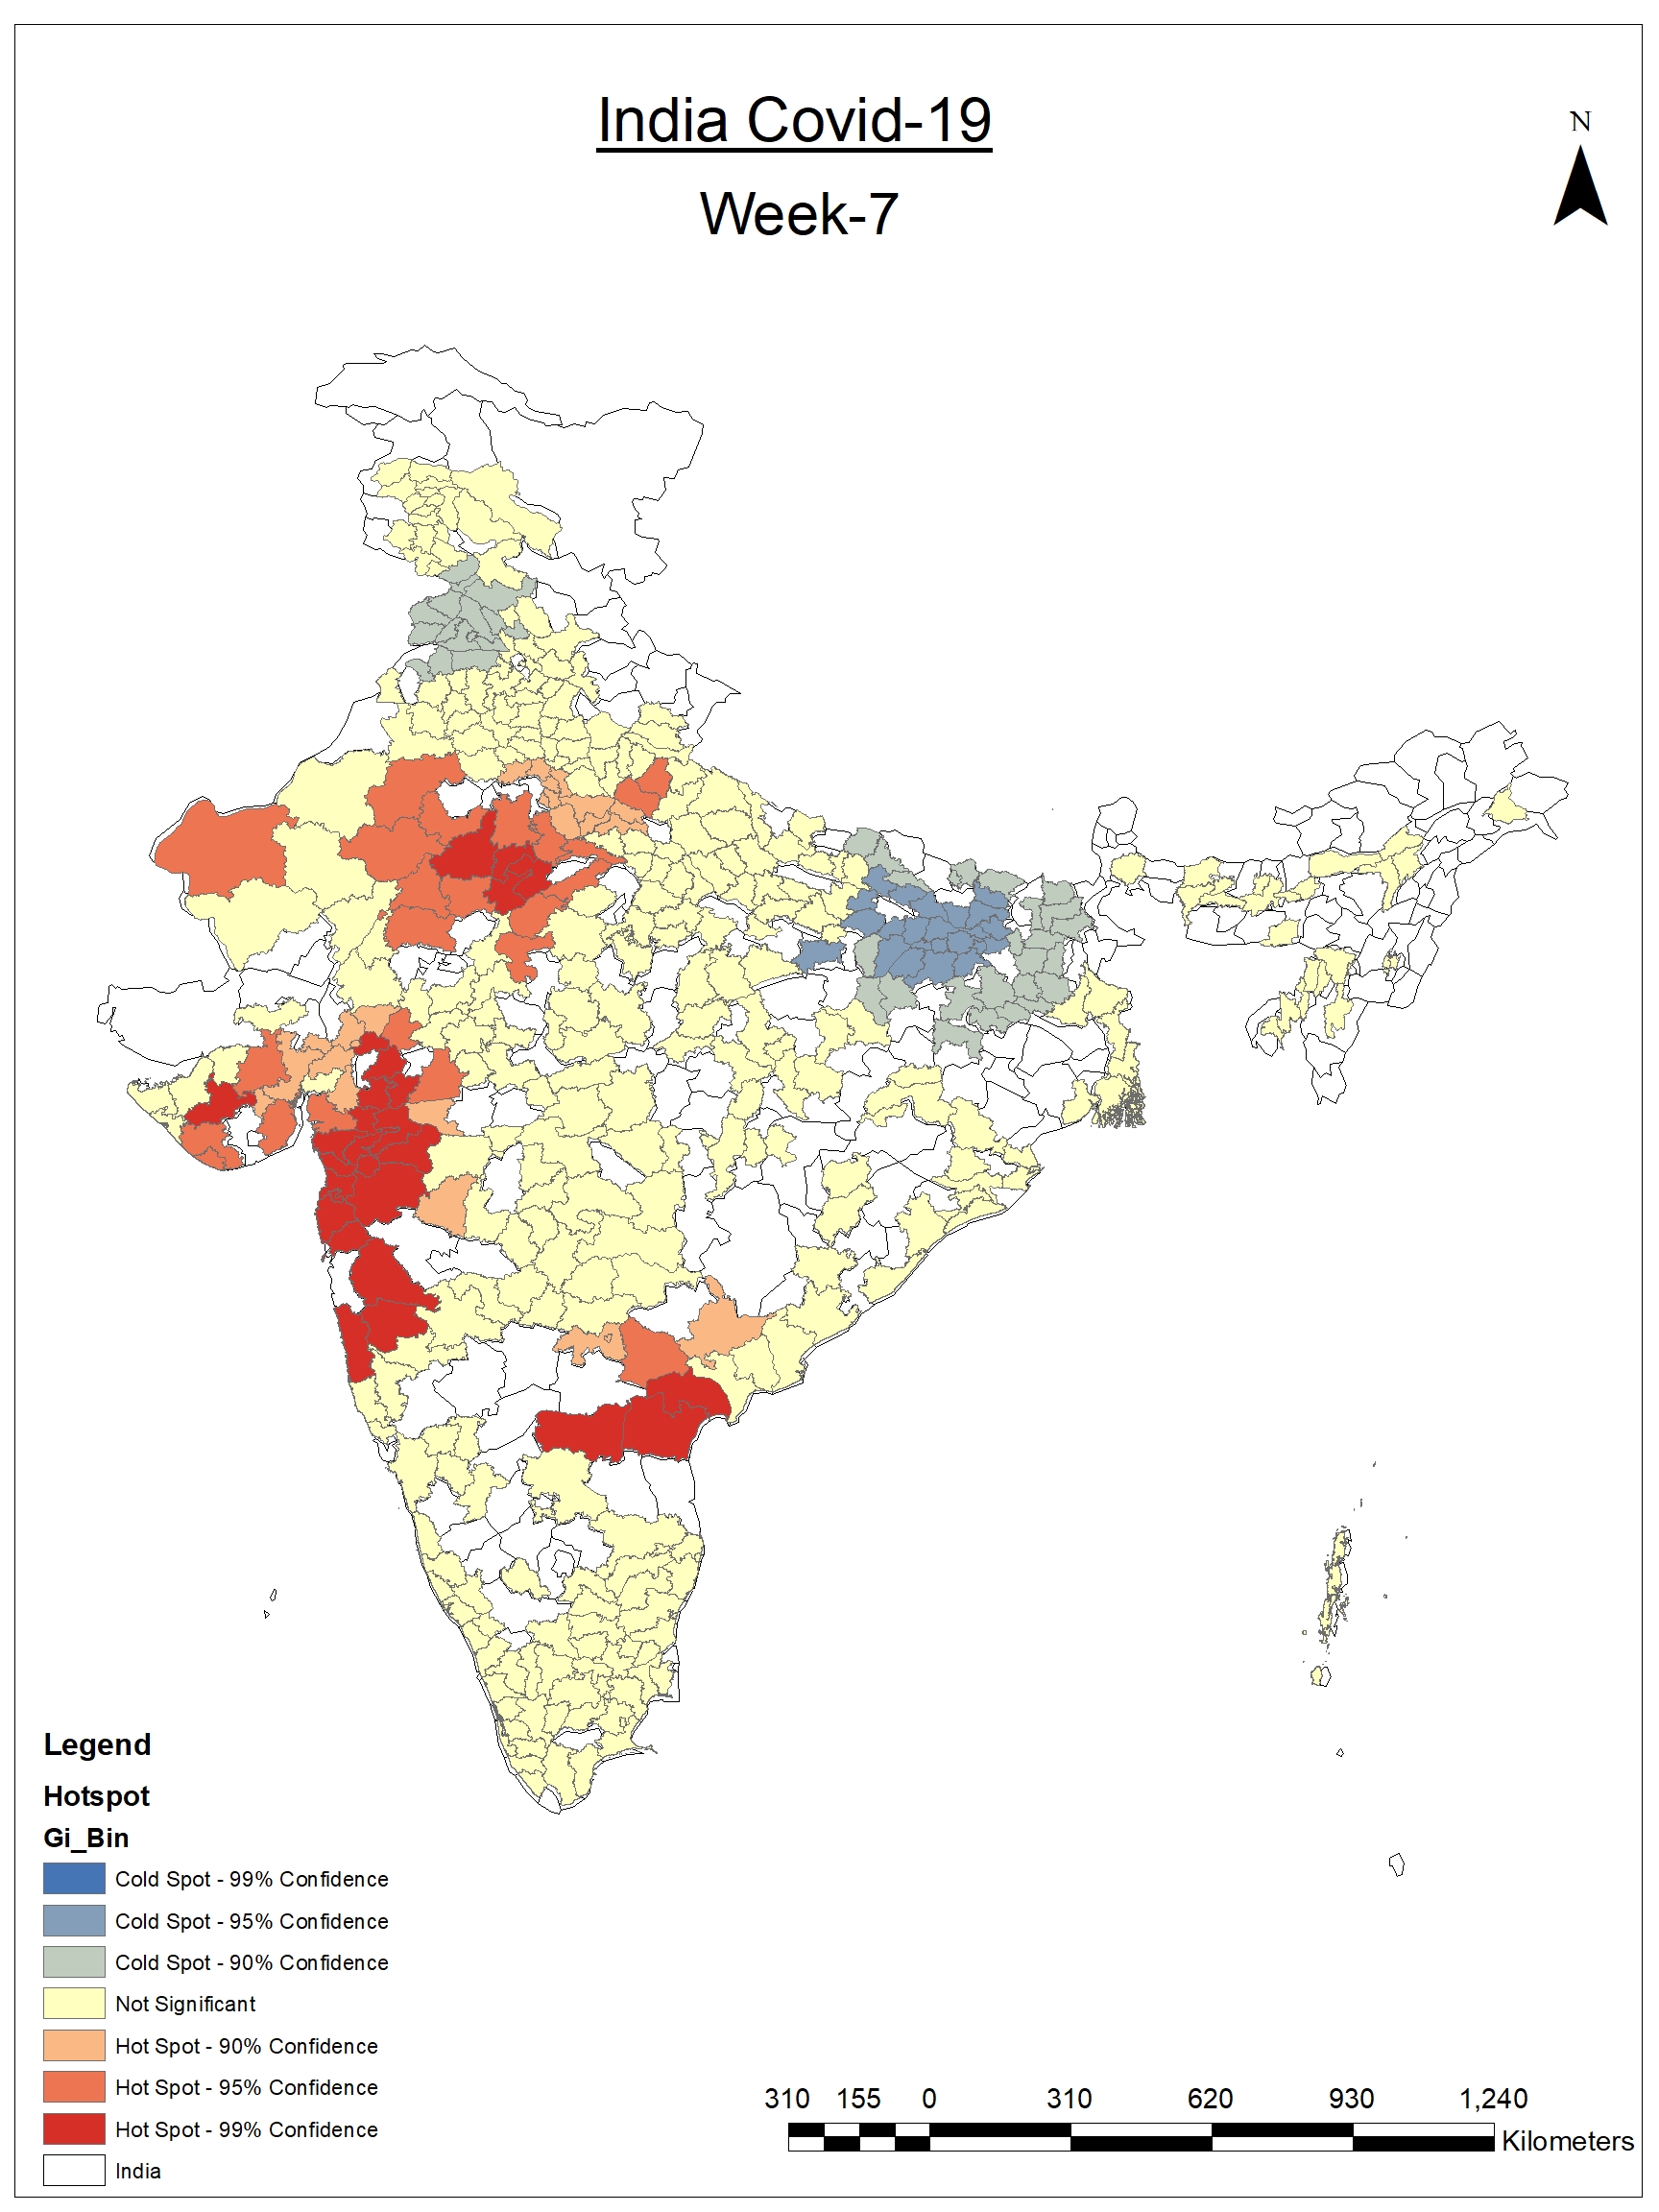 India Covid-19
Week-7
N
Legend
Hotspot
Gi_Bin
Cold Spot - 99% Confidence
Cold Spot - 95% Confidence
Cold Spot - 90% Confidence
Not Significant
Hot Spot - 90% Confidence
Hot Spot - 95% Confidence
Hot Spot - 99% Confidence
India
310 155 0 310 620 930 1,240
Kilometers